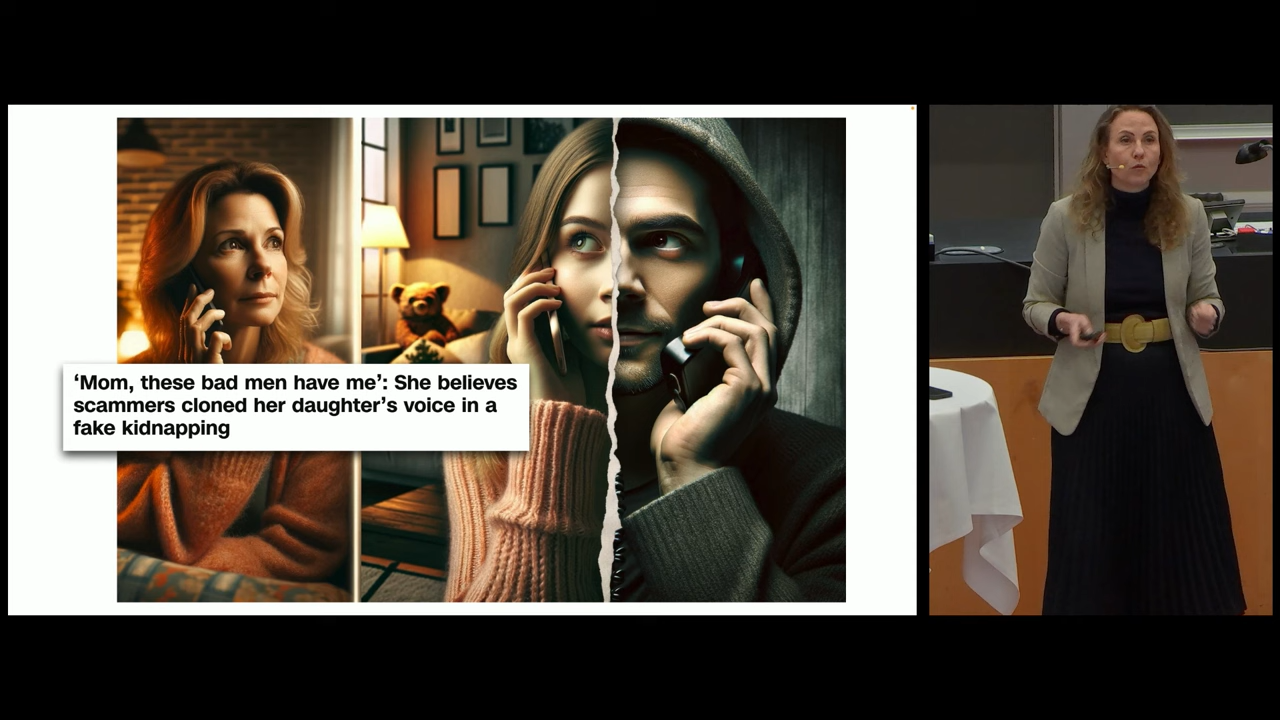 ‘Mom, these bad men have me’: She believes
scammers cloned her daughter’s voice in a
fake kidnapping